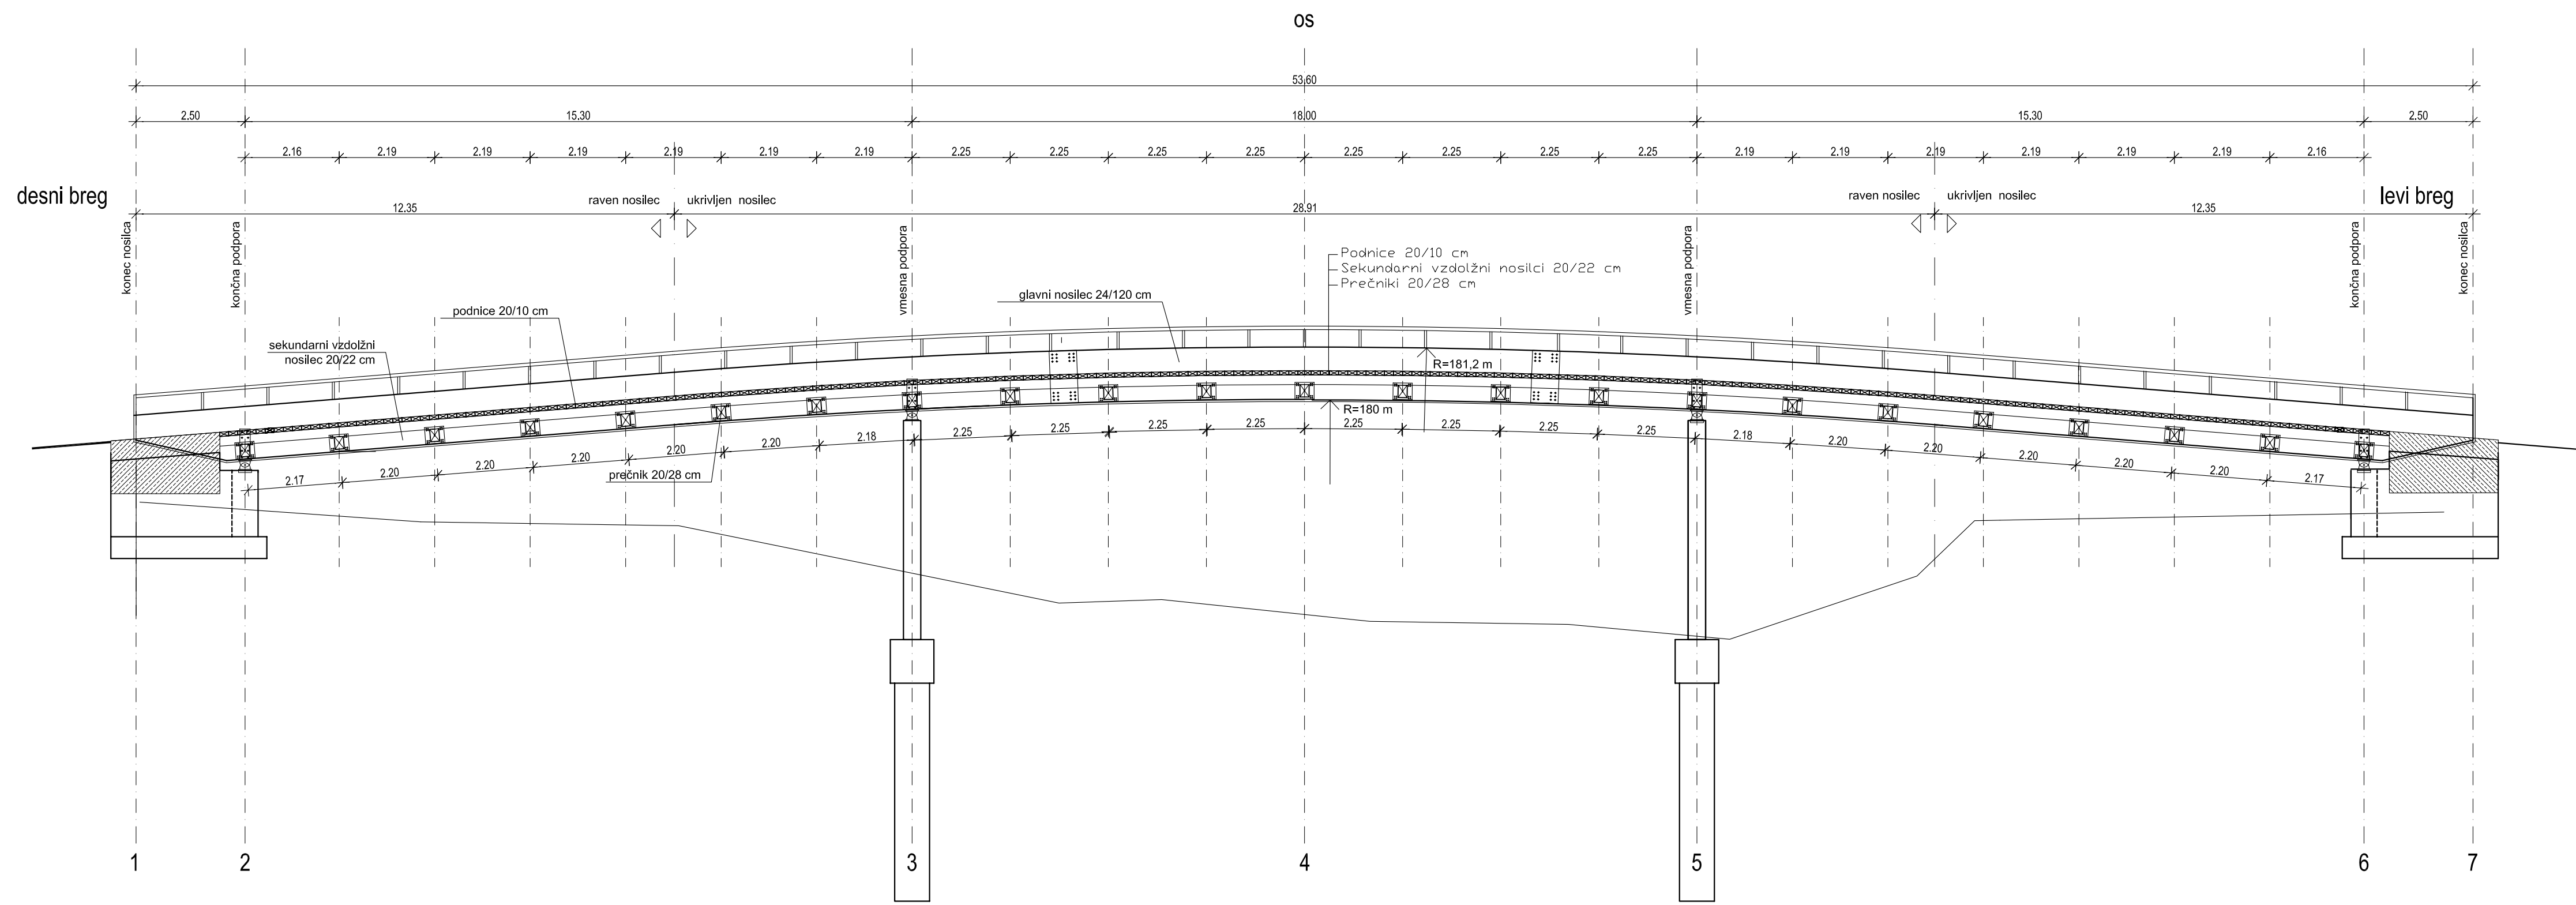 os
53.60
2.50 15.30 18.00 15.30 2.50
2.16 2.19 2.19 2.19 2.19 2.19 2.19 2.25 2.25 2.25 2.25 2.25 2.25 2.25 2.25 2.19 2.19 2.19 2.19 2.19 2.19 2.16
desni breg
raven nosilec
ukrivljen nosilec
raven nosilec
ukrivljen nosilec
levi breg
12.35 28.91 12.35
konec nosilca
končna podpora
vmesna podpora
vmesna podpora
končna podpora
konec nosilca
Podnice 20/10 cm
Sekundarni vzdolžni nosilci 20/22 cm
Prečniki 20/28 cm
glavni nosilec 24/120 cm
podnice 20/10 cm
sekundarni vzdolžni
nosilec 20/22 cm
R=181,2 m
R=180 m
2.17 2.20 2.20 2.20 2.20 2.20 2.18 2.25 2.25 2.25 2.25 2.25 2.25 2.25 2.25 2.18 2.20 2.20 2.20 2.20 2.20 2.17
prečnik 20/28 cm
1 2 3 4 5 6 7